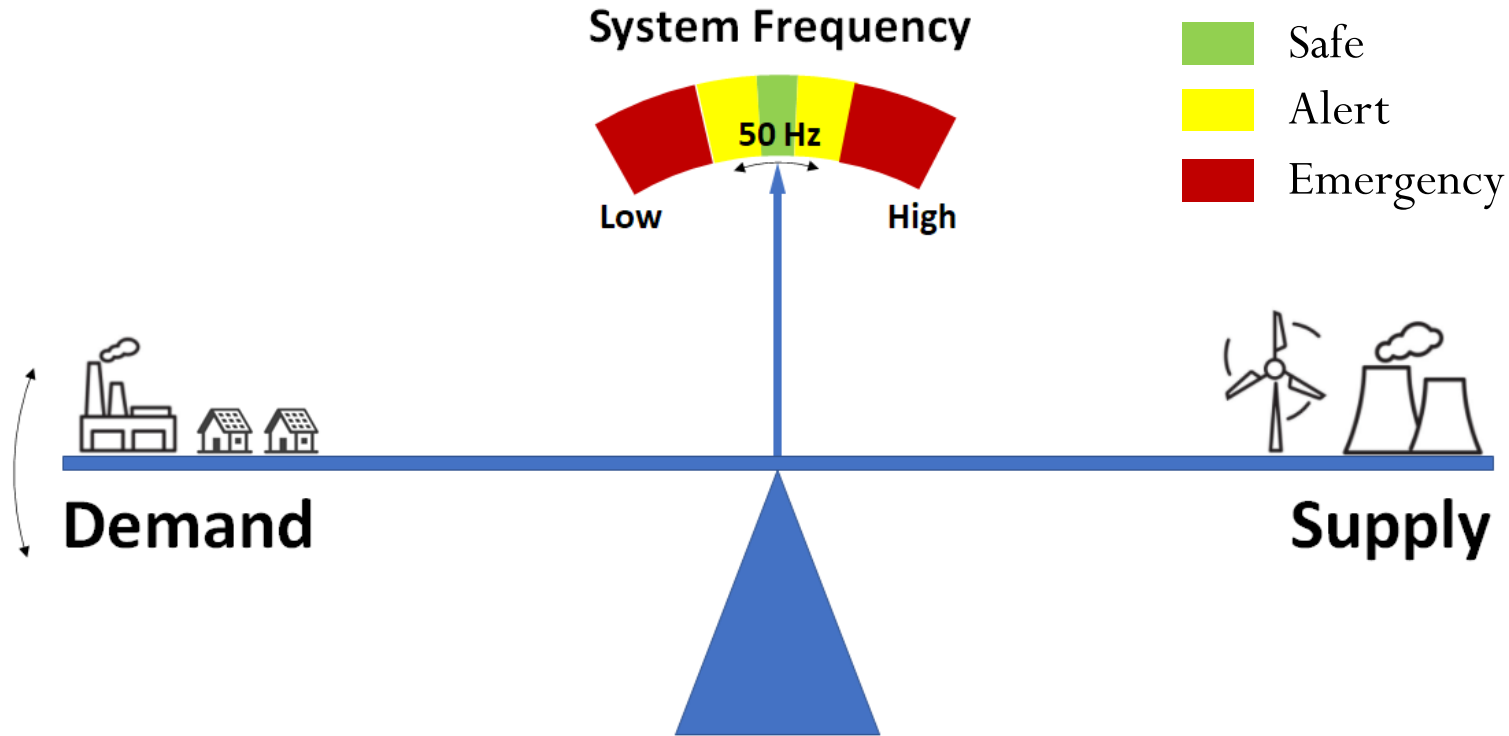 System Frequency
Safe
Alert
Emergency
50 Hz
Low
High
Demand
Supply